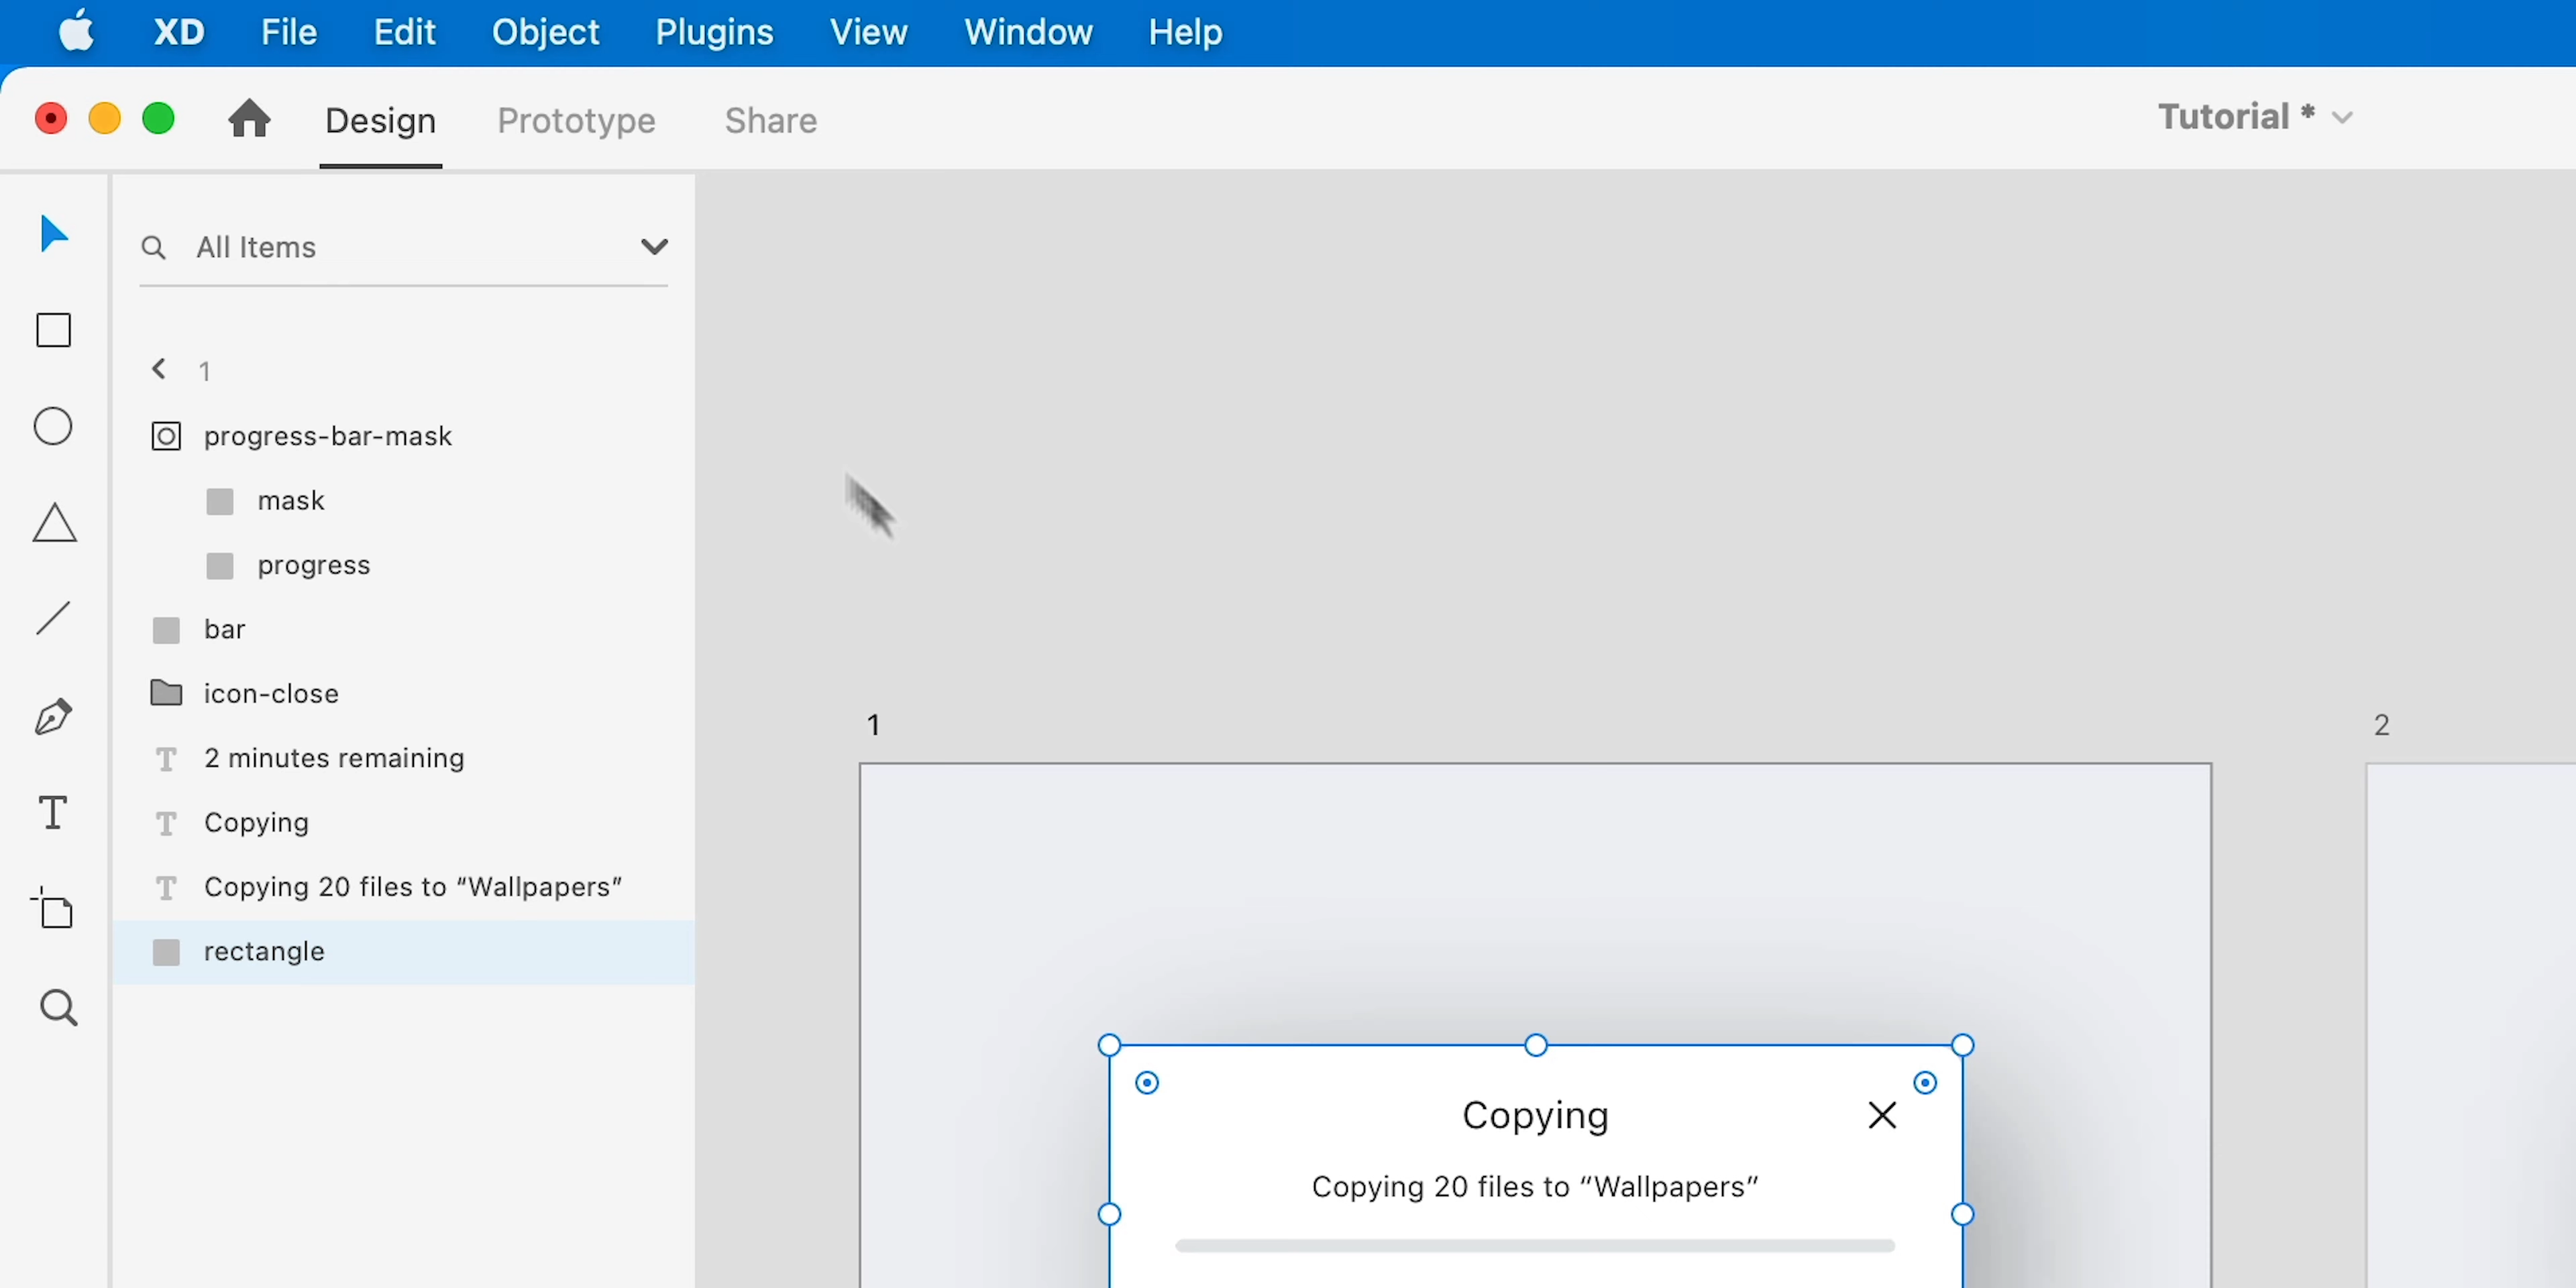 XD File Edit Object Plugins View Window Help
Design Prototype Share Tutorial *
All Items
1
progress-bar-mask
mask
progress
bar
icon-close
2 minutes remaining
Copying
Copying 20 files to “Wallpapers”
rectangle
1 2
Copying
Copying 20 files to “Wallpapers”